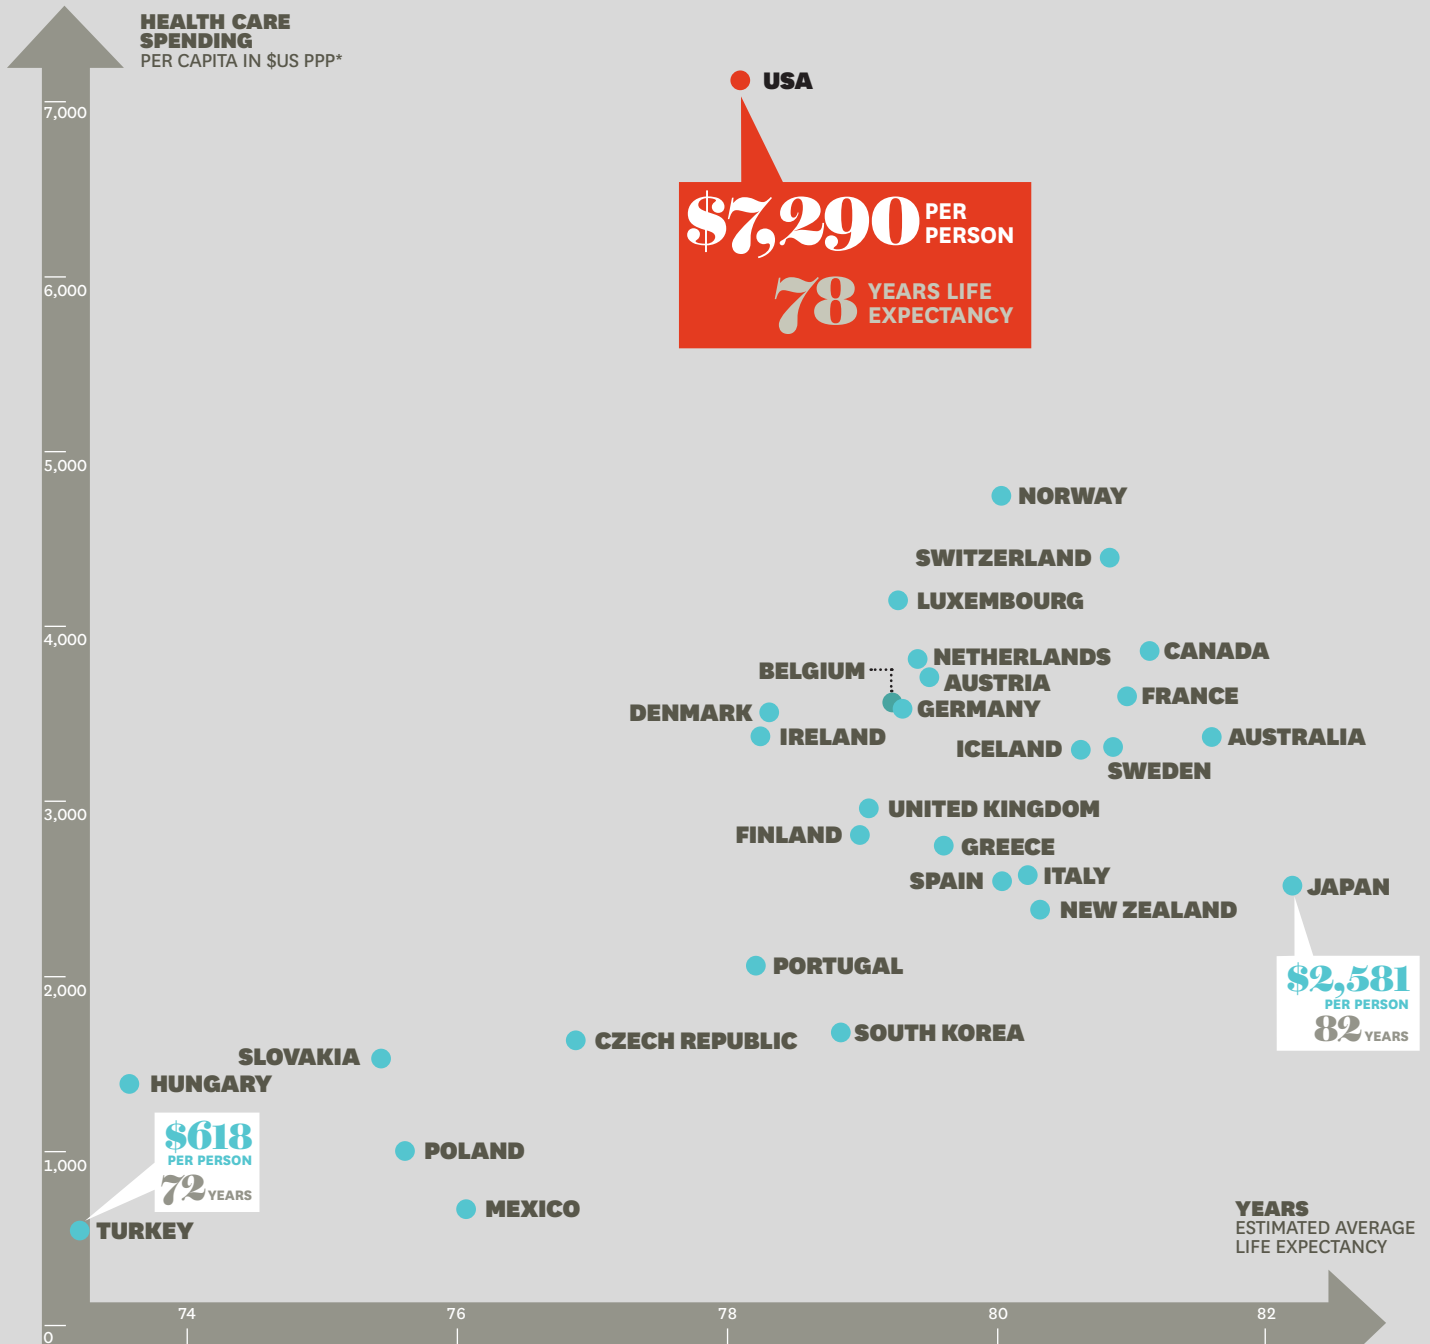 HEALTH CARE
SPENDING
PER CAPITA IN $US PPP*
USA
7,000
$7,290 PER
PERSON
78 YEARS LIFE
EXPECTANCY
6,000
5,000
NORWAY
SWITZERLAND
LUXEMBOURG
4,000
NETHERLANDS
CANADA
BELGIUM
AUSTRIA
FRANCE
GERMANY
DENMARK
IRELAND
AUSTRALIA
ICELAND
SWEDEN
3,000
UNITED KINGDOM
FINLAND
GREECE
ITALY
SPAIN
JAPAN
NEW ZEALAND
PORTUGAL
2,000
$2,581
PER PERSON
82 YEARS
SOUTH KOREA
CZECH REPUBLIC
SLOVAKIA
HUNGARY
$618
PER PERSON
72 YEARS
POLAND
1,000
MEXICO
TURKEY
YEARS
ESTIMATED AVERAGE
LIFE EXPECTANCY
74
76
78
80
82
0